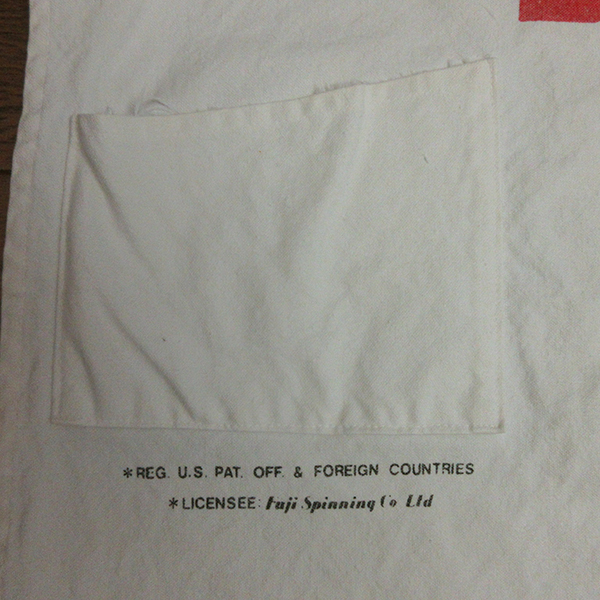 *REG. U.S. PAT. OFF. & FOREIGN COUNTRIES
*LICENSEE: Fuji Spinning Co Ltd